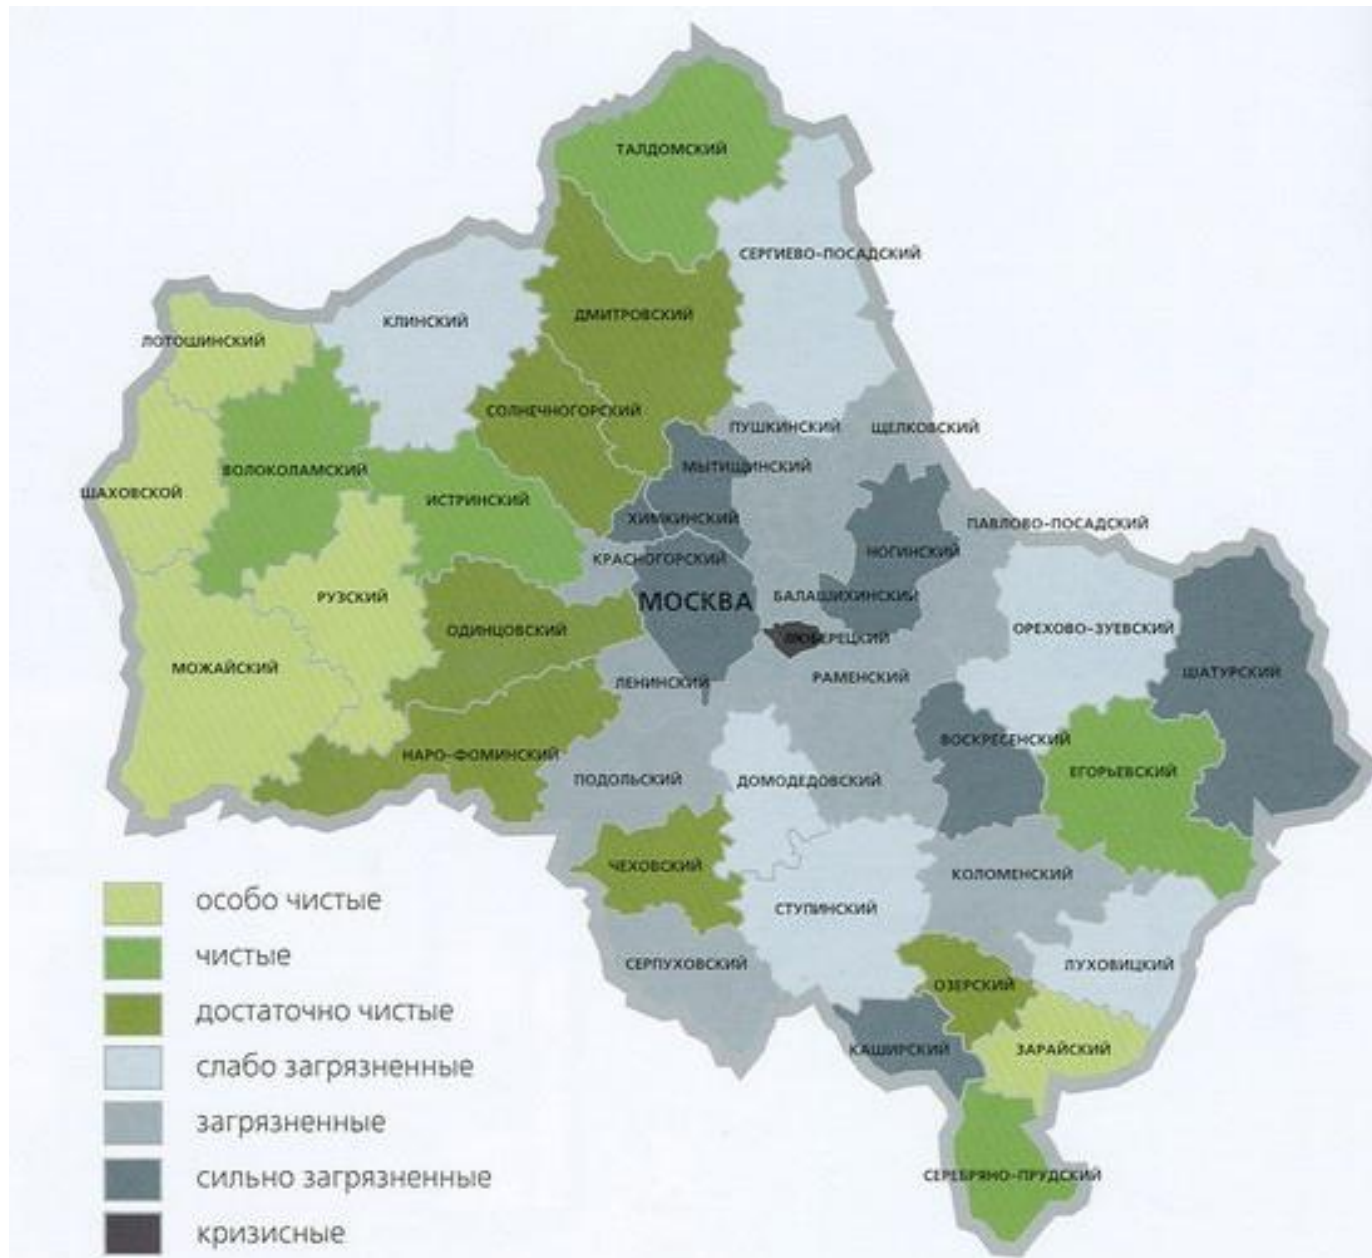 ТАЛДОМСКИЙ
СЕРГИЕВО-ПОСАДСКИЙ
ДМИТРОВСКИЙ
КЛИНСКИЙ
ЛОТОШИНСКИЙ
СОЛНЕЧНОГОРСКИЙ
ПУШКИНСКИЙ
ЩЕЛКОВСКИЙ
МЫТИЩИНСКИЙ
ВОЛОКОЛАМСКИЙ
ШАХОВСКОЙ
ИСТРИНСКИЙ
ХИМКИНСКИЙ
ПАВЛОВО-ПОСАДСКИЙ
НОГИНСКИЙ
КРАСНОГОРСКИЙ
РУЗСКИЙ
МОСКВА
БАЛАШИХИНСКИЙ
ОДИНЦОВСКИЙ
ЛЮБЕРЕЦКИЙ
ОРЕХОВО-ЗУЕВСКИЙ
МОЖАЙСКИЙ
ЛЕНИНСКИЙ
РАМЕНСКИЙ
ШАТУРСКИЙ
НАРО-ФОМИНСКИЙ
ВОСКРЕСЕНСКИЙ
ПОДОЛЬСКИЙ
ДОМОДЕДОВСКИЙ
ЕГОРЬЕВСКИЙ
ЧЕХОВСКИЙ
КОЛОМЕНСКИЙ
СТУПИНСКИЙ
СЕРПУХОВСКИЙ
ЛУХОВИЦКИЙ
ОЗЕРСКИЙ
КАШИРСКИЙ
ЗАРАЙСКИЙ
СЕРЕБРЯНО-ПРУДСКИЙ
особо чистые
чистые
достаточно чистые
слабо загрязненные
загрязненные
сильно загрязненные
кризисные